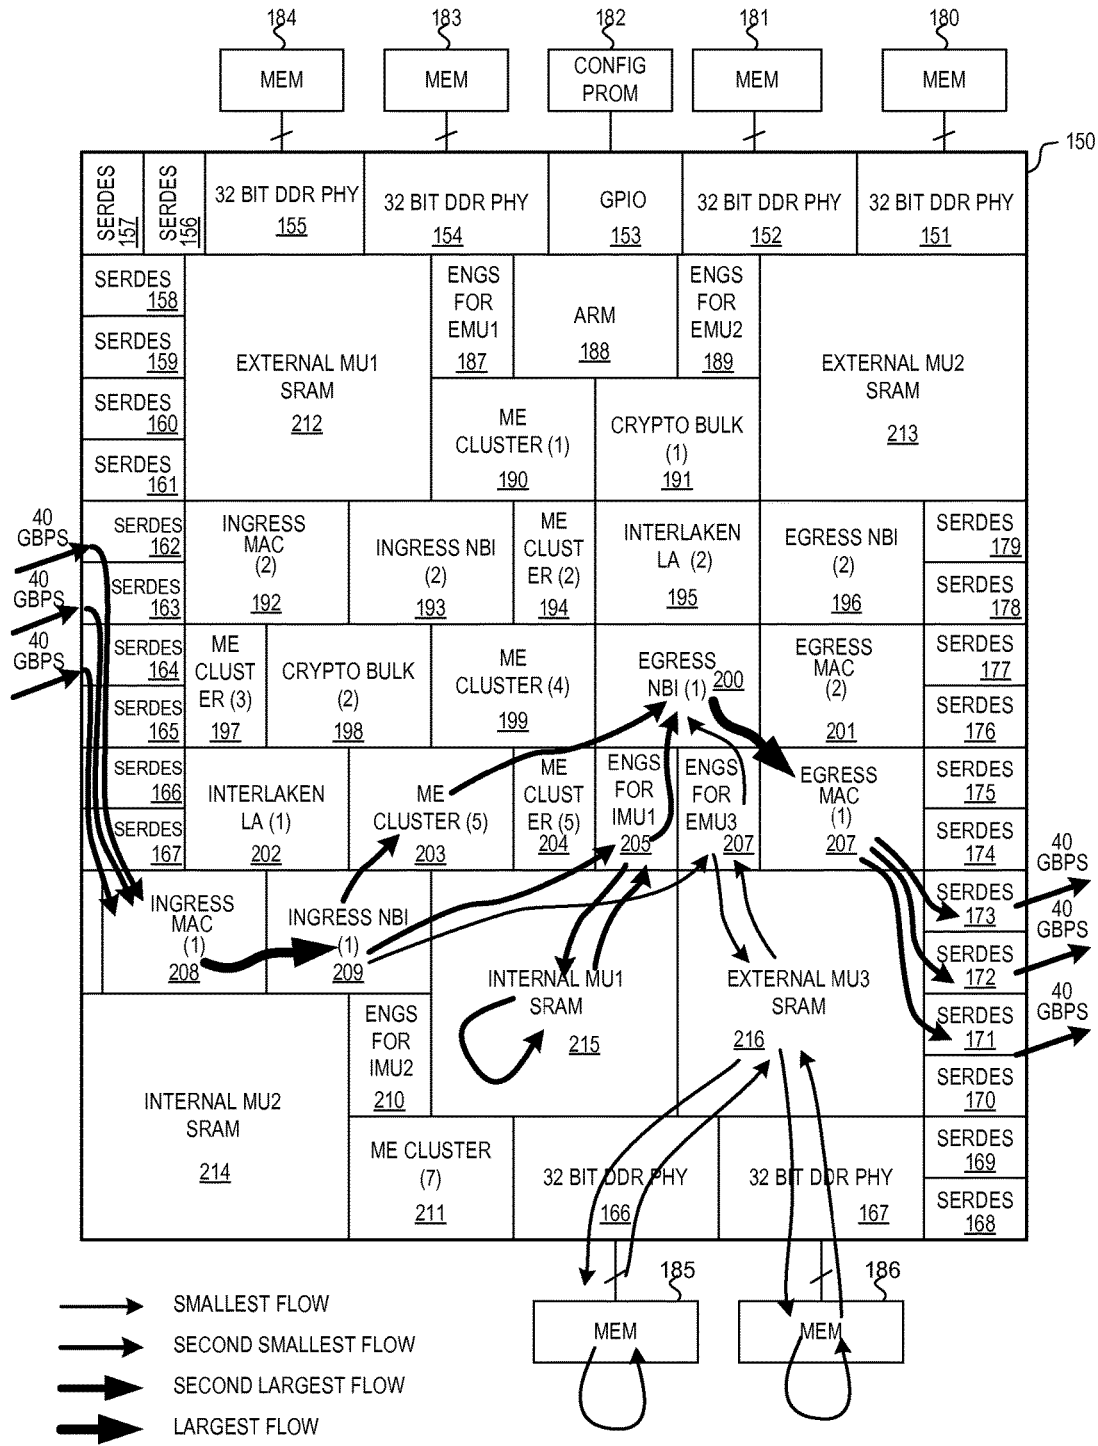 184
183
182
181
180
MEM
MEM
CONFIG
PROM
MEM
MEM
150
SERDES
157
SERDES
156
32 BIT DDR PHY
155
32 BIT DDR PHY
154
GPIO
153
32 BIT DDR PHY
152
32 BIT DDR PHY
151
SERDES
158
SERDES
159
SERDES
160
SERDES
161
EXTERNAL MU1
SRAM
212
ENGS
FOR
EMU1
187
ARM
188
ENGS
FOR
EMU2
189
EXTERNAL MU2
SRAM
213
ME
CLUSTER (1)
190
CRYPTO BULK
(1)
191
40
GBPS
40
GBPS
40
GBPS
SERDES
162
SERDES
163
INGRESS
MAC
(2)
192
INGRESS NBI
(2)
193
ME
CLUST
ER (2)
194
INTERLAKEN
LA (2)
195
EGRESS NBI
(2)
196
SERDES
179
SERDES
178
SERDES
164
SERDES
165
ME
CLUST
ER (3)
197
CRYPTO BULK
(2)
198
ME
CLUSTER (4)
199
EGRESS
NBI (1)
200
EGRESS
MAC
(2)
201
SERDES
177
SERDES
176
SERDES
166
SERDES
167
INTERLAKEN
LA (1)
202
ME
CLUSTER (5)
203
ME
CLUST
ER (5)
204
ENGS
FOR
IMU1
205
ENGS
FOR
EMU3
207
EGRESS
MAC
(1)
207
SERDES
175
SERDES
174
INGRESS
MAC
(1)
208
INGRESS NBI
(1)
209
INTERNAL MU1
SRAM
215
EXTERNAL MU3
SRAM
216
SERDES
173
SERDES
172
SERDES
171
SERDES
170
40
GBPS
40
GBPS
40
GBPS
INTERNAL MU2
SRAM
214
ENGS
FOR
IMU2
210
ME CLUSTER
(7)
211
32 BIT DDR PHY
166
32 BIT DDR PHY
167
SERDES
169
SERDES
168
185
186
MEM
MEM
SMALLEST FLOW
SECOND SMALLEST FLOW
SECOND LARGEST FLOW
LARGEST FLOW